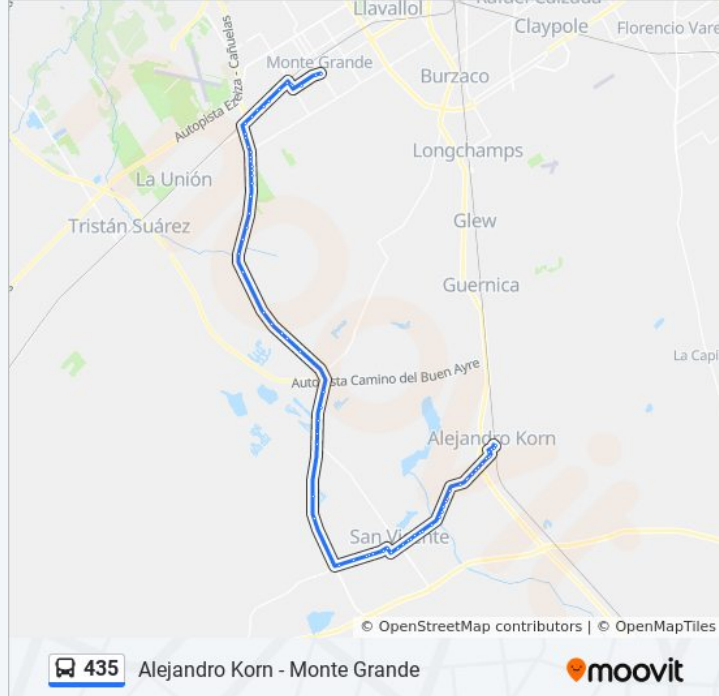 Llavallol
Claypole
Florencio Vare
Monte Grande
Burzaco
Autopista Ezeiza - Cañuelas
Longchamps
La Unión
Tristán Suárez
Glew
Guernica
La Capi
Autopista Camino del Buen Ayre
Alejandro Korn
San Vicente
© OpenStreetMap contributors | © OpenMapTiles
435 Alejandro Korn - Monte Grande
moovit